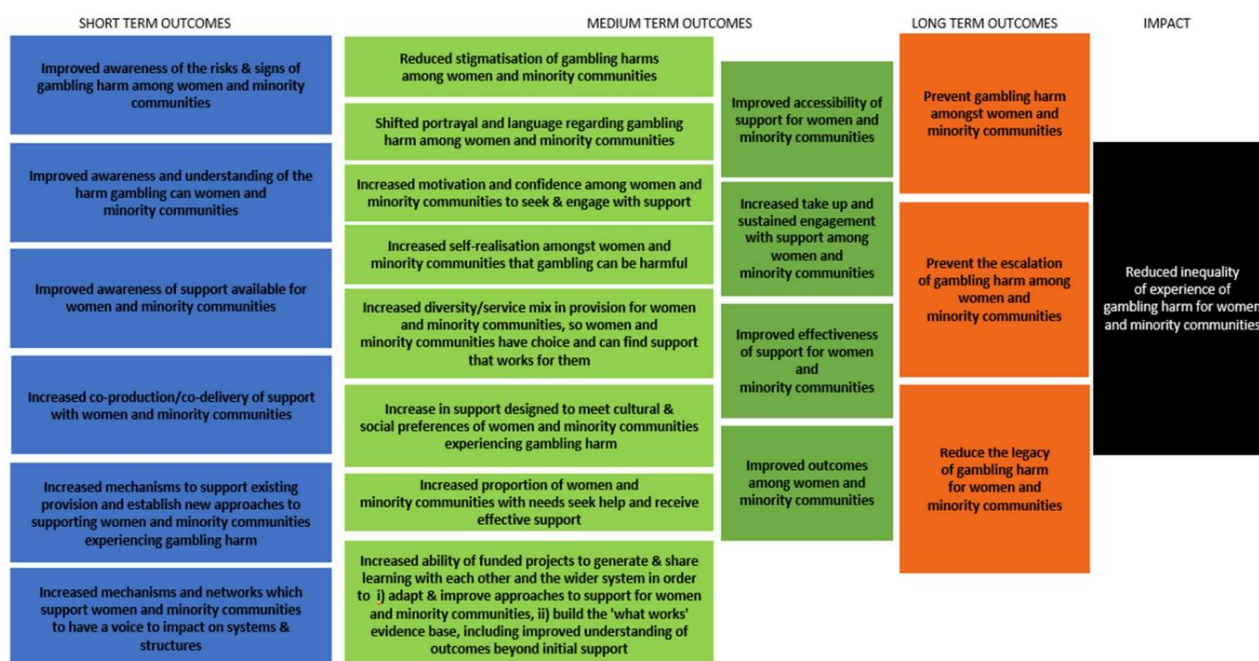 SHORT TERM OUTCOMES
MEDIUM TERM OUTCOMES
LONG TERM OUTCOMES
IMPACT
Improved awareness of the risks & signs of
gambling harm among women and minority
communities
Improved awareness and understanding of the
harm gambling can women and
minority communities
Improved awareness of support available for
women and minority communities
Increased co-production/co-delivery of support
with women and minority communities
Increased mechanisms to support existing
provision and establish new approaches to
supporting women and minority communities
experiencing gambling harm
Increased mechanisms and networks which
support women and minority communities
to have a voice to impact on systems &
structures
Reduced stigmatisation of gambling harms
among women and minority communities
Shifted portrayal and language regarding gambling
harm among women and minority communities
Increased motivation and confidence among women and
minority communities to seek & engage with support
Increased self-realisation amongst women and
minority communities that gambling can be harmful
Increased diversity/service mix in provision for women
and minority communities, so women and
minority communities have choice and can find support
that works for them
Increase in support designed to meet cultural &
social preferences of women and minority communities
experiencing gambling harm
Increased proportion of women and
minority communities with needs seek help and receive
effective support
Increased ability of funded projects to generate & share
learning with each other and the wider system in order
to i) adapt & improve approaches to support for women
and minority communities, ii) build the 'what works'
evidence base, including improved understanding of
outcomes beyond initial support
Improved accessibility of
support for women and
minority communities
Increased take up and
sustained engagement
with support among
women and
minority communities
Improved effectiveness
of support for women
and
minority communities
Improved outcomes
among women and
minority communities
Prevent gambling harm
amongst women and
minority communities
Prevent the escalation
of gambling harm among
women and
minority communities
Reduce the legacy
of gambling harm
for women and
minority communities
Reduced inequality
of experience of
gambling harm for women
and minority communities